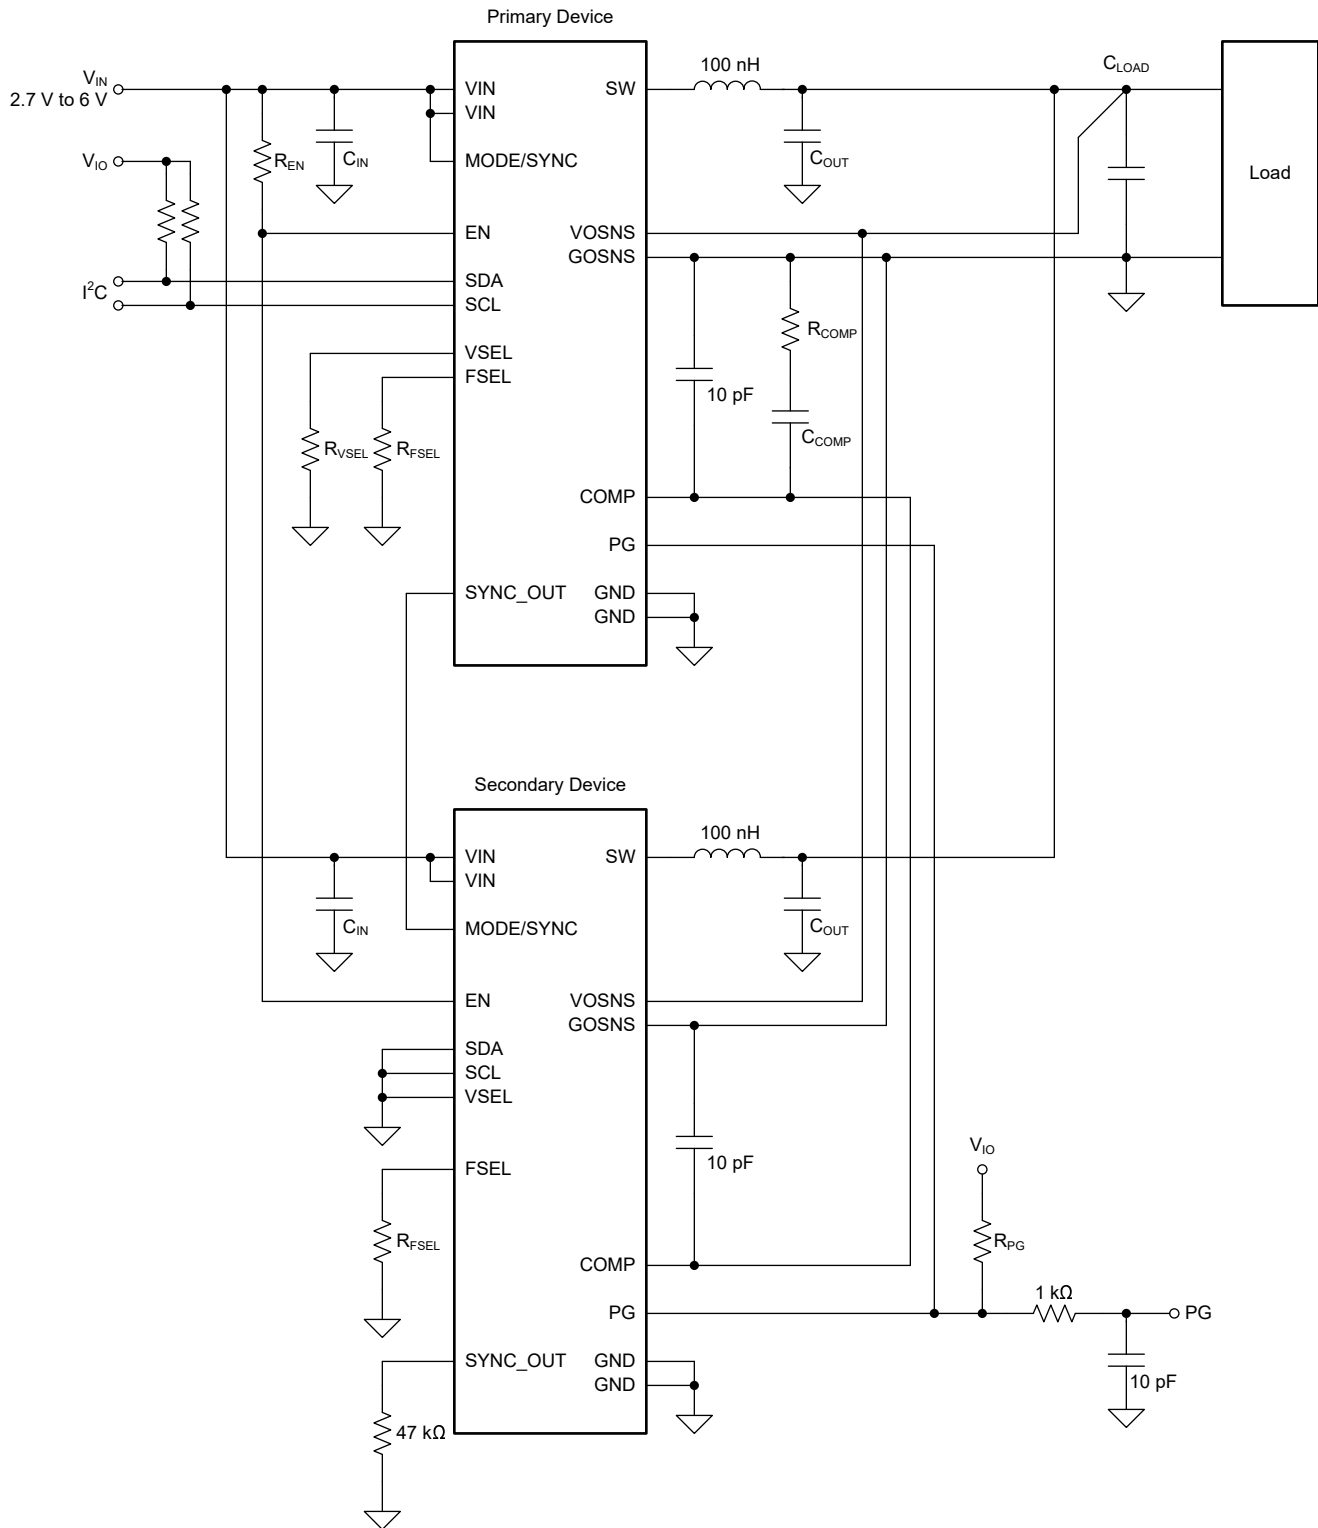 Primary Device
V_IN
2.7 V to 6 V
V_IO
I²C
R_EN
C_IN
VIN
VIN
MODE/SYNC
EN
SDA
SCL
VSEL
FSEL
R_VSEL
R_FSEL
SYNC_OUT
SW
VOSNS
GOSNS
COMP
PG
GND
GND
100 nH
C_OUT
C_LOAD
Load
R_COMP
10 pF
C_COMP
Secondary Device
C_IN
VIN
VIN
MODE/SYNC
EN
SDA
SCL
VSEL
FSEL
R_FSEL
SYNC_OUT
47 kΩ
SW
VOSNS
GOSNS
COMP
PG
GND
GND
100 nH
C_OUT
10 pF
V_IO
R_PG
1 kΩ
PG
10 pF